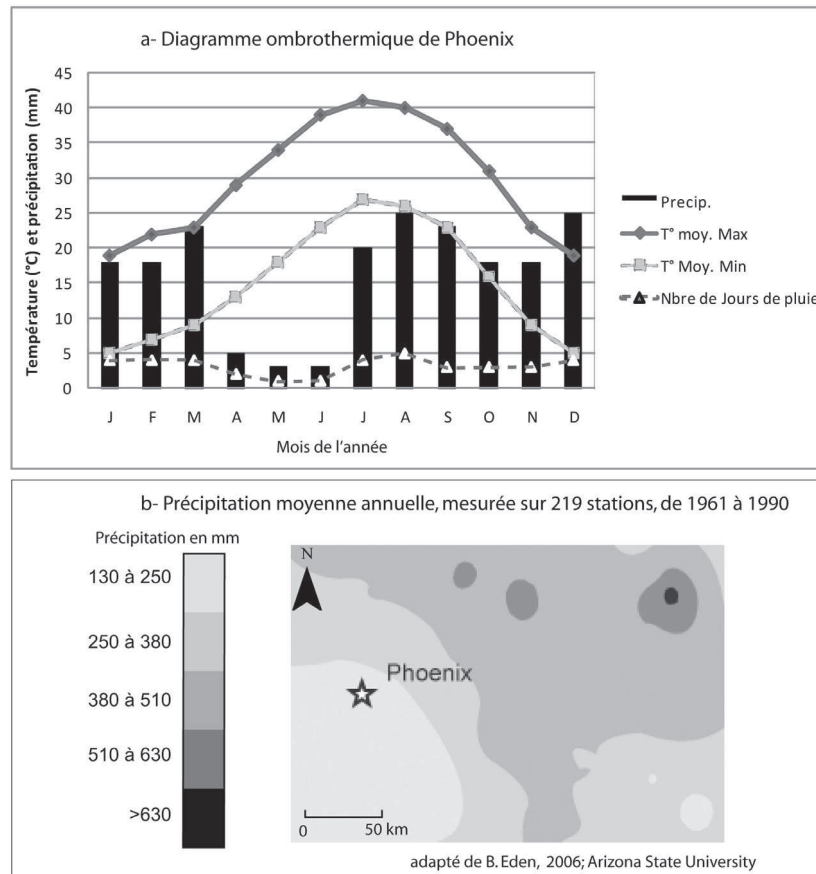 a- Diagramme ombrothermique de Phoenix
Température (°C) et précipitation (mm)
45
40
35
30
25
20
15
10
5
0
J F M A M J J A S O N D
Mois de l'année
Precip.
T° moy. Max
T° Moy. Min
Nbre de Jours de pluie
b- Précipitation moyenne annuelle, mesurée sur 219 stations, de 1961 à 1990
Précipitation en mm
130 à 250
250 à 380
380 à 510
510 à 630
>630
N
Phoenix
0 50 km
adapté de B. Eden, 2006; Arizona State University